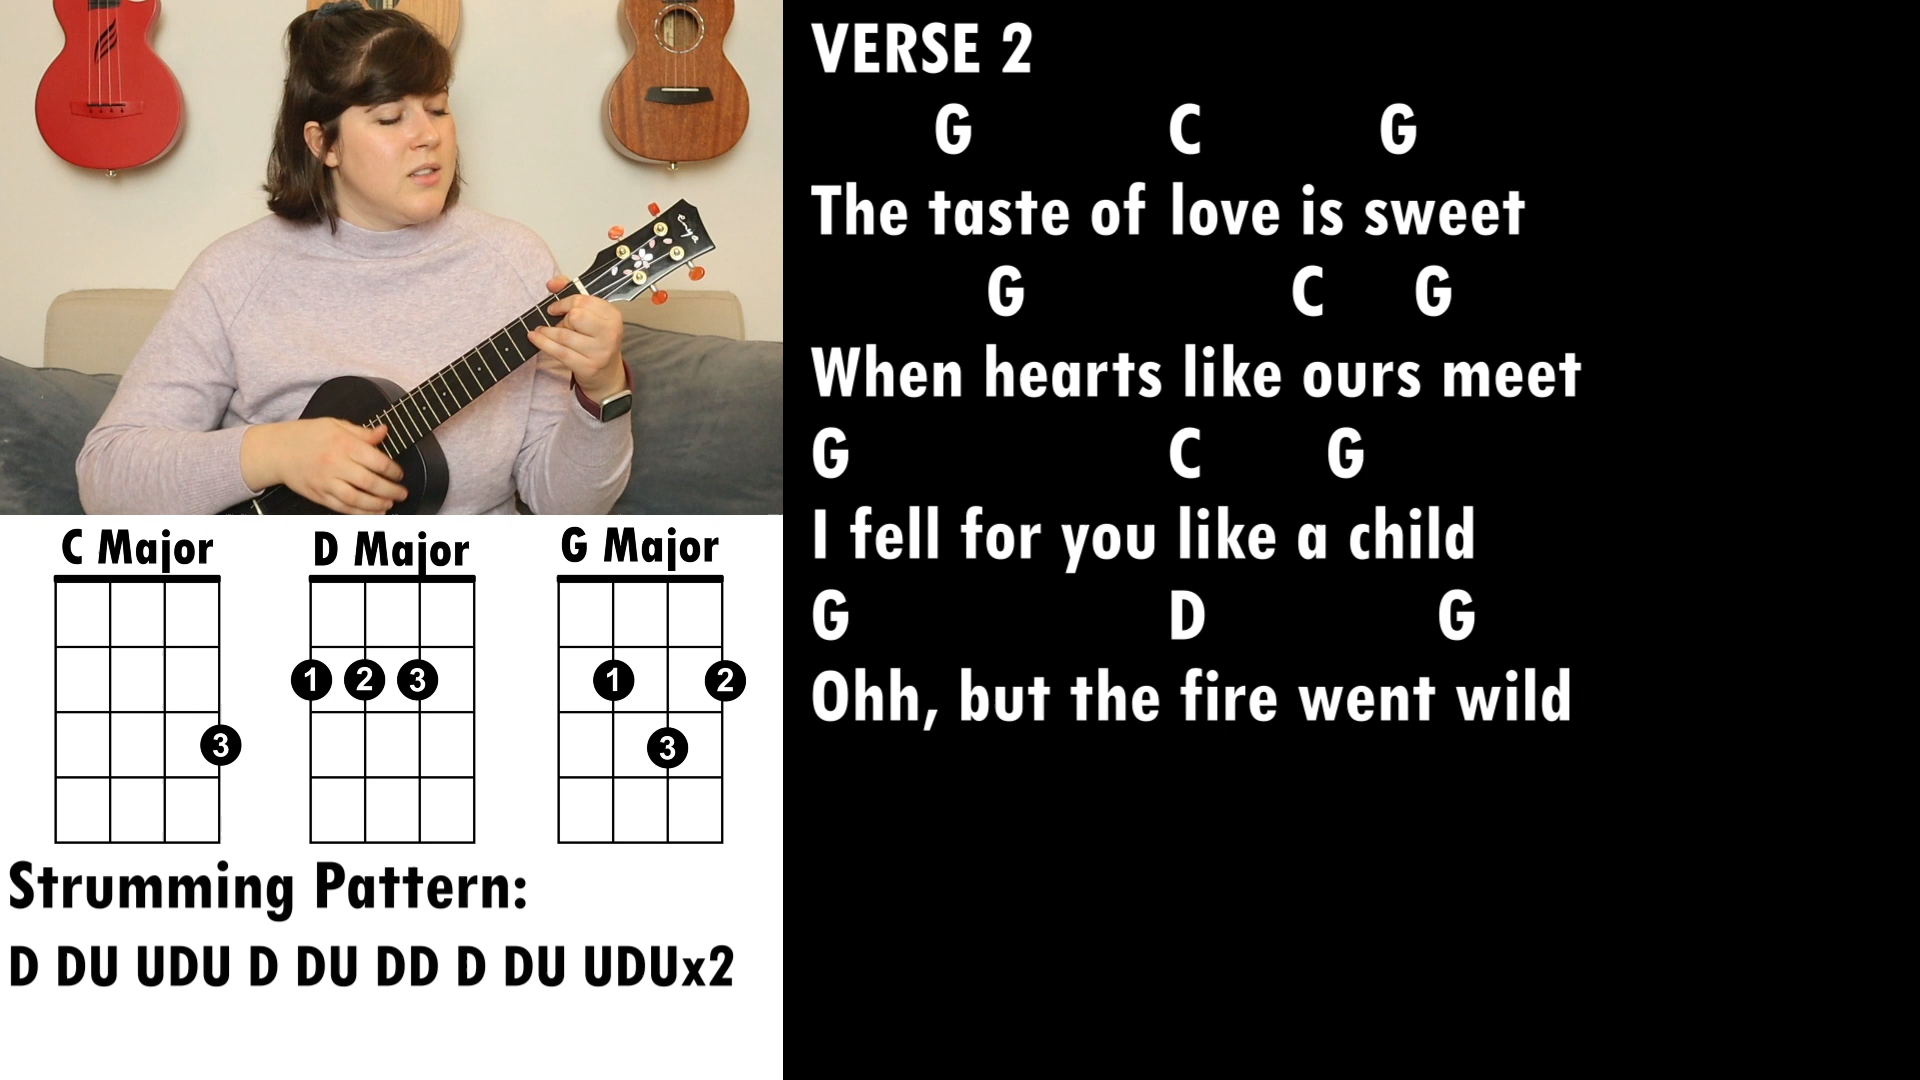 enya
C Major
D Major
G Major
3
1 2 3
1 2
3
Strumming Pattern:
D DU UDU D DU DD D DU UDUx2
VERSE 2
G C G
The taste of love is sweet
G C G
When hearts like ours meet
G C G
I fell for you like a child
G D G
Ohh, but the fire went wild